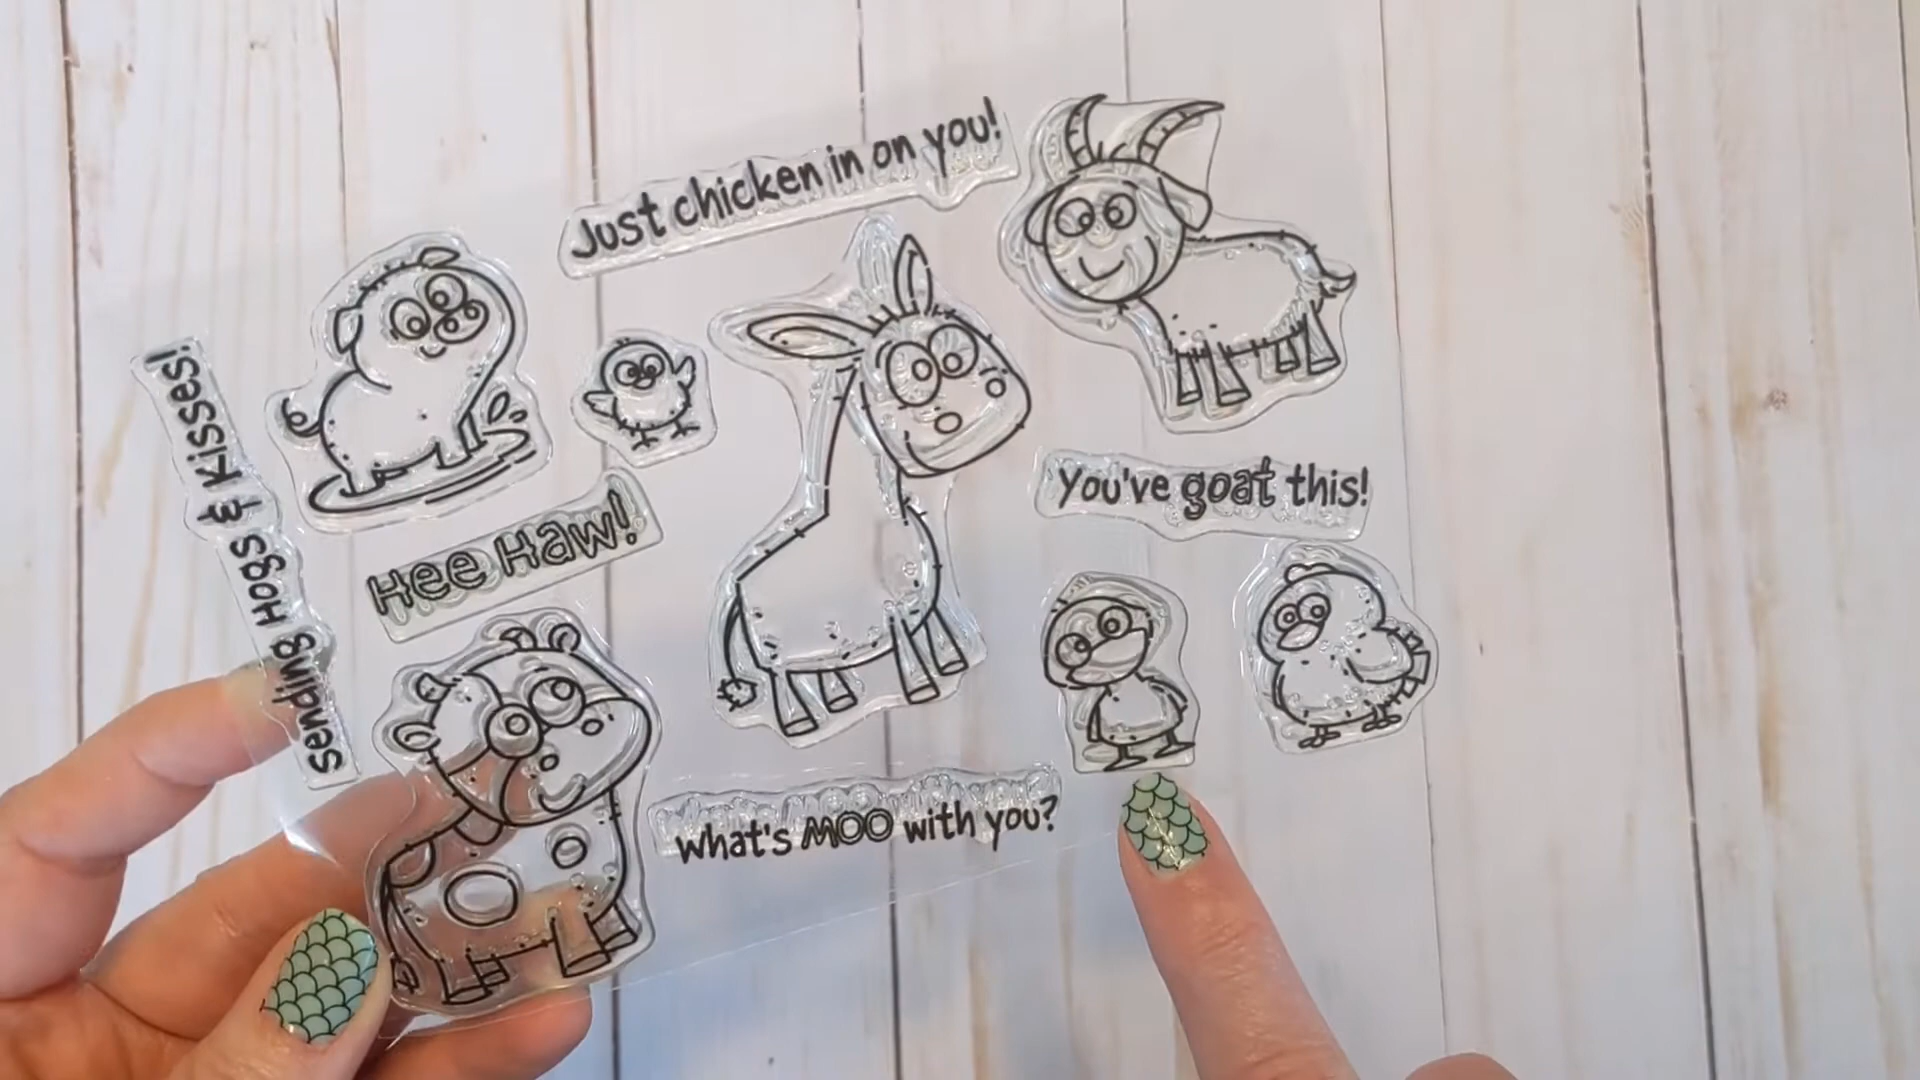 Just chicken in on you!
Sending Hogs & Kisses!
Hee Haw!
You've goat this!
What's MOO with you?